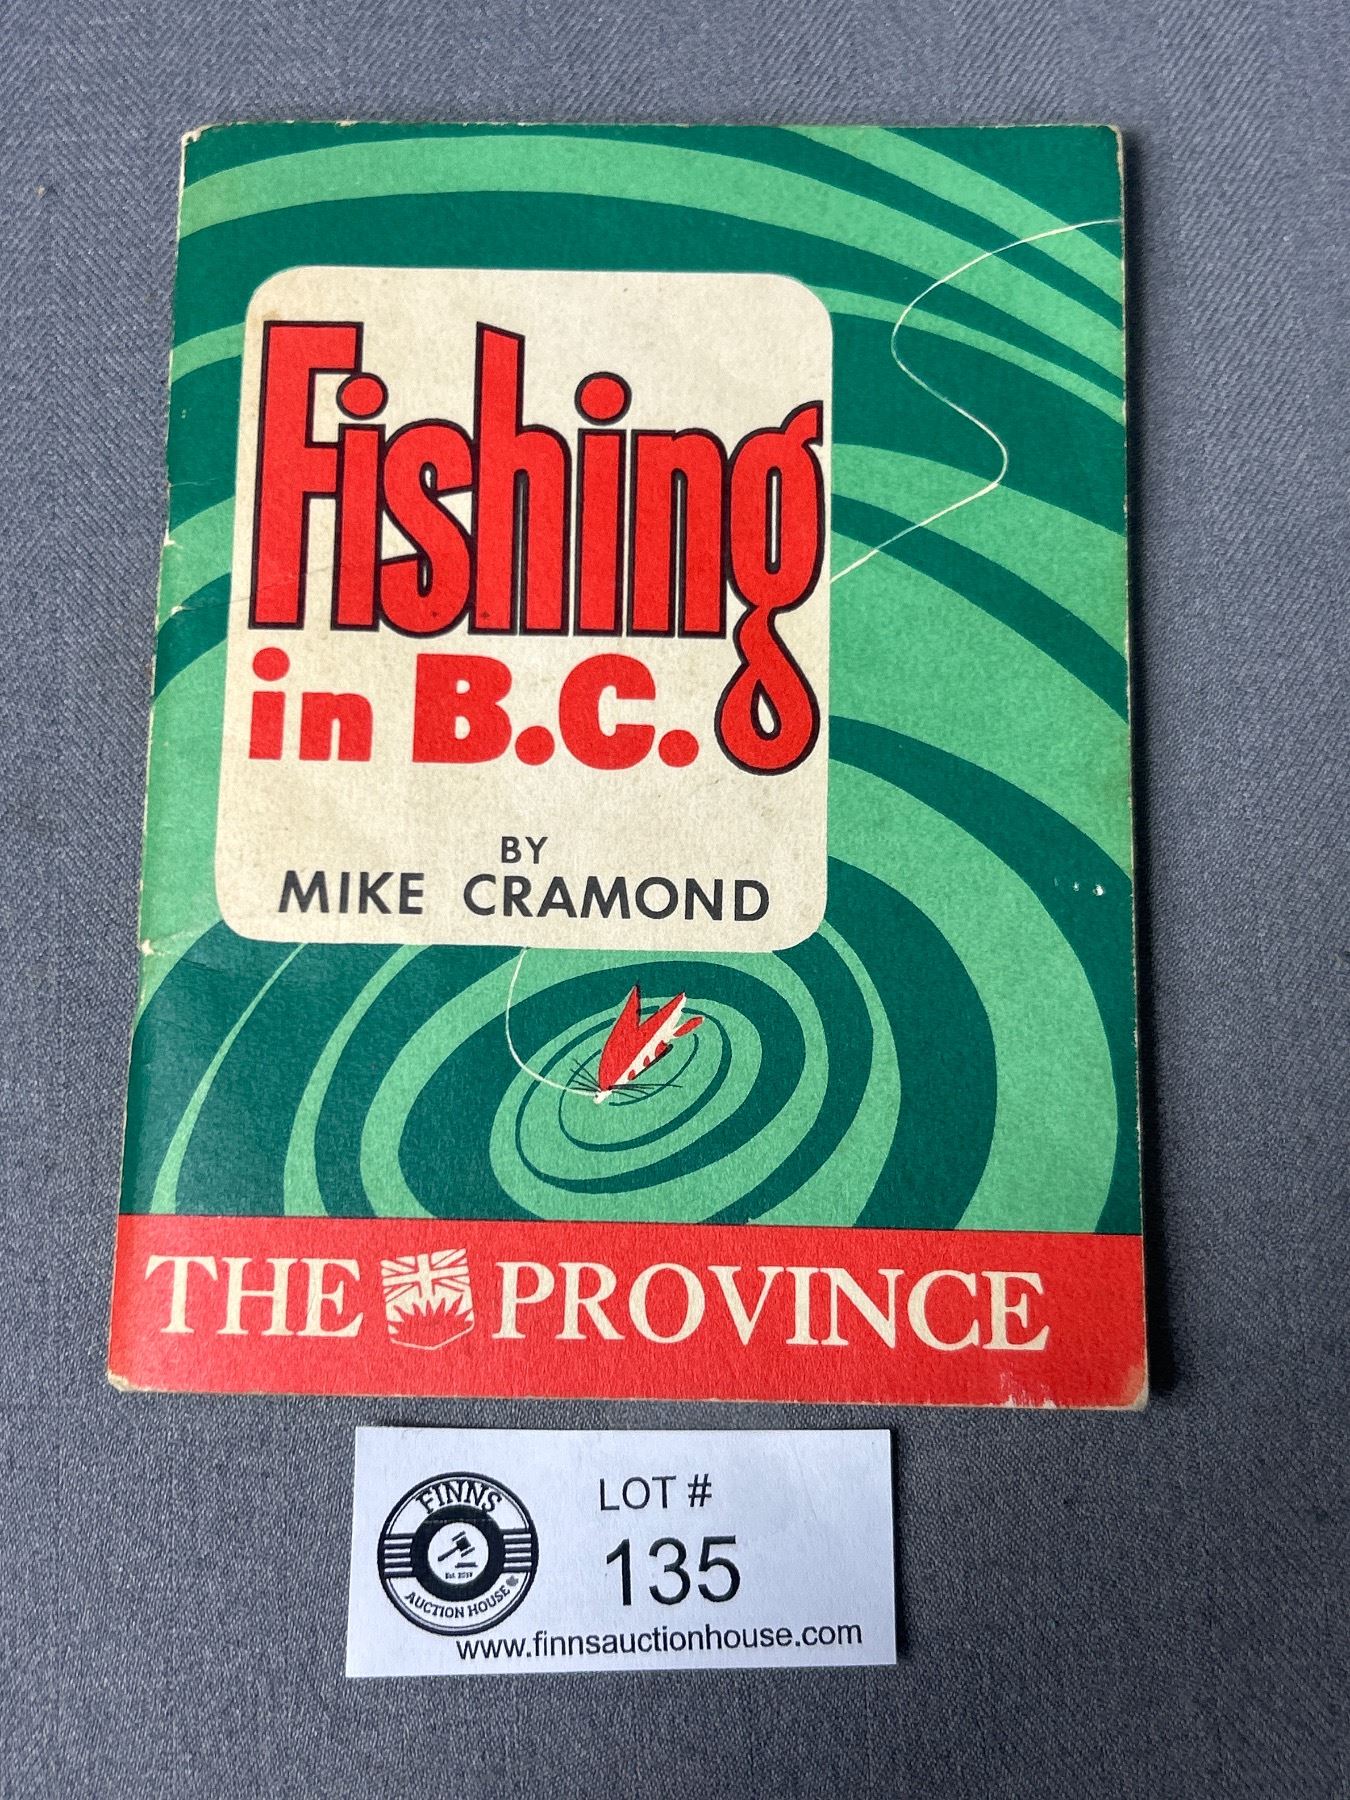 Fishing
in B.C.
BY
MIKE CRAMOND
THE PROVINCE
FINNS
AUCTION HOUSE
LOT #
135
www.finnsauctionhouse.com